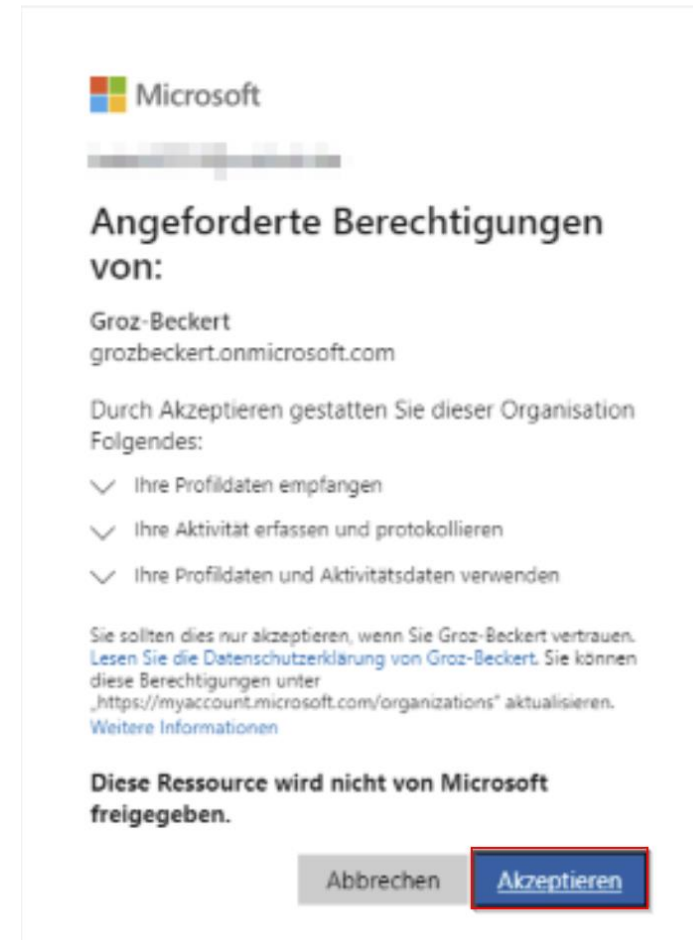 Microsoft
Angeforderte Berechtigungen
von:
Groz-Beckert
grozbeckert.onmicrosoft.com
Durch Akzeptieren gestatten Sie dieser Organisation
Folgendes:
Ihre Profildaten empfangen
Ihre Aktivität erfassen und protokollieren
Ihre Profildaten und Aktivitätsdaten verwenden
Sie sollten dies nur akzeptieren, wenn Sie Groz-Beckert vertrauen.
Lesen Sie die Datenschutzerklärung von Groz-Beckert. Sie können
diese Berechtigungen unter
„https://myaccount.microsoft.com/organizations" aktualisieren.
Weitere Informationen
Diese Ressource wird nicht von Microsoft
freigegeben.
Abbrechen Akzeptieren